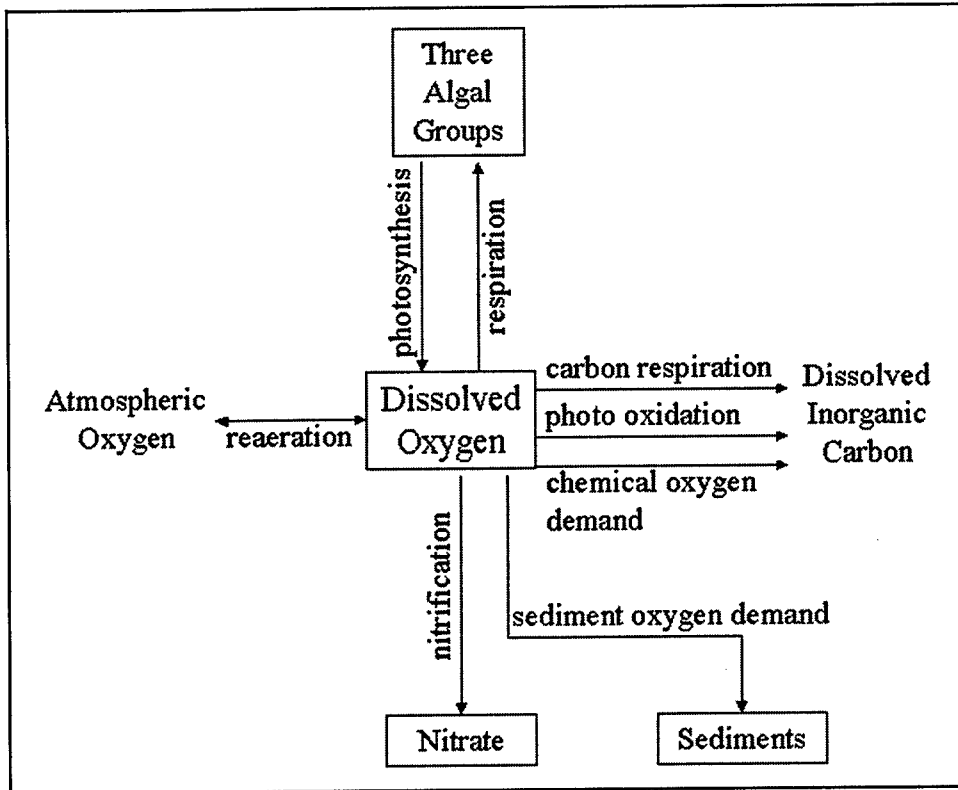 Three
Algal
Groups
photosynthesis
respiration
Atmospheric
Oxygen
reaeration
Dissolved
Oxygen
carbon respiration
photo oxidation
chemical oxygen
demand
Dissolved
Inorganic
Carbon
nitrification
sediment oxygen demand
Nitrate
Sediments